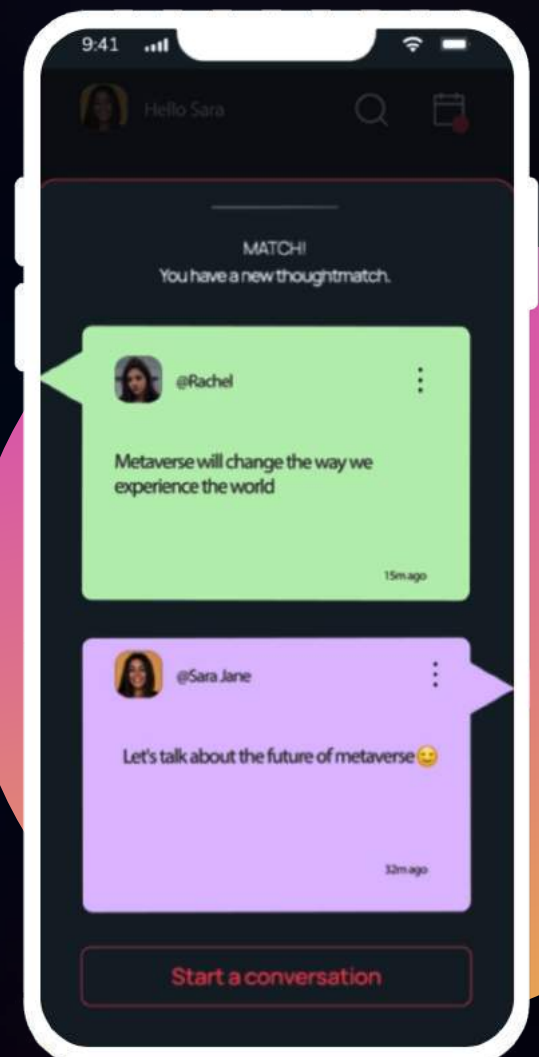 9:41
Hello Sara
MATCH!
You have a new thoughtmatch.
@Rachel
Metaverse will change the way we
experience the world
15m ago
@Sara Jane
Let's talk about the future of metaverse😊
32m ago
Start a conversation